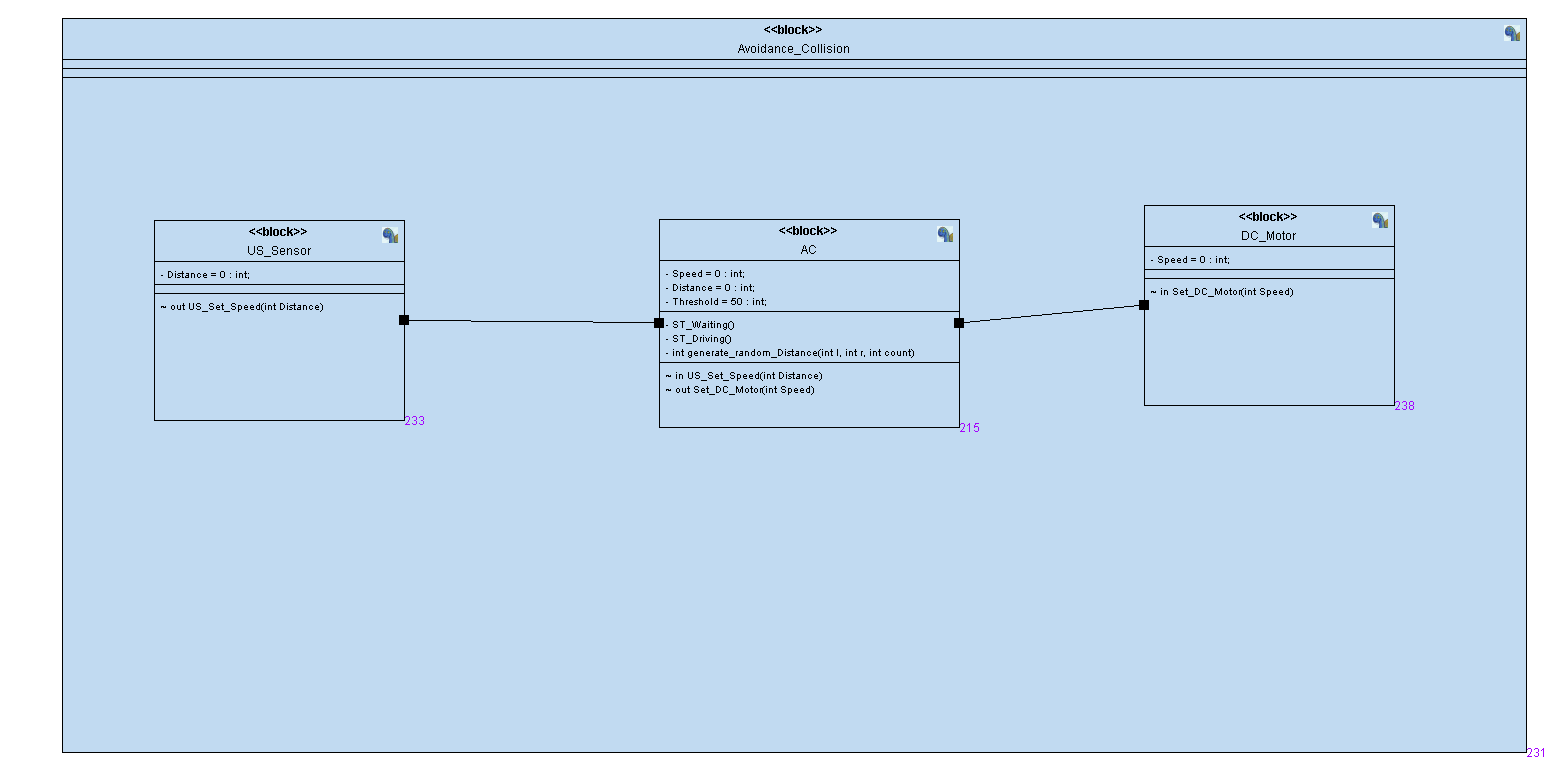 <<block>>
Avoidance_Collision
<<block>>
US_Sensor
- Distance = 0 : int;
~ out US_Set_Speed(int Distance)
233
<<block>>
AC
- Speed = 0 : int;
- Distance = 0 : int;
- Threshold = 50 : int;
- ST_Waiting()
- ST_Driving()
- int generate_random_Distance(int l, int r, int count)
~ in US_Set_Speed(int Distance)
~ out Set_DC_Motor(int Speed)
215
<<block>>
DC_Motor
- Speed = 0 : int;
~ in Set_DC_Motor(int Speed)
238
231